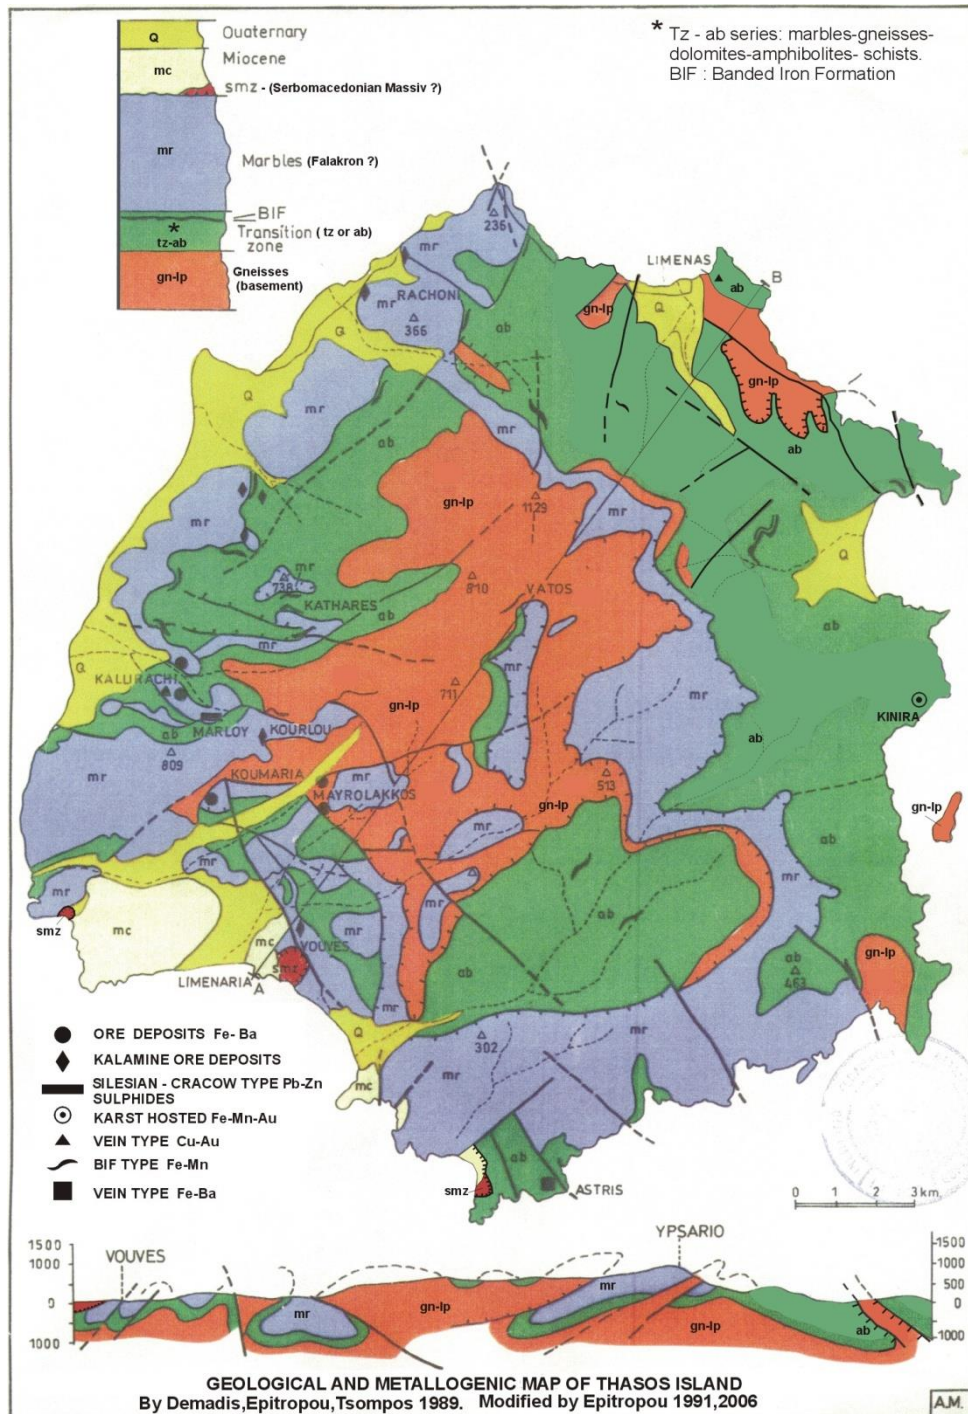 Q
Quaternary
mc
Miocene
smz - (Serbomacedonian Massiv ?)
mr
Marbles (Falakron ?)
BIF
*
tz-ab
Transition ( tz or ab)
zone
gn-lp
Gneisses
(basement)
* Tz - ab series: marbles-gneisses-
dolomites-amphibolites- schists.
BIF : Banded Iron Formation
236
mr
LIMENAS
B
ab
mr
RACHONI
366
gn-lp
Q
Q
ab
gn-lp
Q
mr
ab
mr
ab
gn-lp
1129
mr
mr
Q
mr
738
KATHARES
810
VATOS
ab
ab
mr
mr
Q
KALURACHI
711
mr
gn-lp
KINIRA
ab
ab
MARLOY
KOURLOU
809
mr
KOUMARIA
mr
MAYROLAKKOS
513
gn-lp
gn-lp
mr
ab
mr
mr
mr
mr
smz
mc
mc
VOUVES
mr
ab
ab
gn-lp
ab
463
LIMENARIA
A
smz
Q
302
mr
mr
mc
ab
smz
ASTRIS
ORE DEPOSITS Fe- Ba
KALAMINE ORE DEPOSITS
SILESIAN - CRACOW TYPE Pb-Zn
SULPHIDES
KARST HOSTED Fe-Mn-Au
VEIN TYPE Cu-Au
BIF TYPE Fe-Mn
VEIN TYPE Fe-Ba
0 1 2 3 km
1500
1000
0
1000
VOUVES
YPSARIO
1500
1000
500
0
1000
mr
gn-lp
mr
gn-lp
ab
GEOLOGICAL AND METALLOGENIC MAP OF THASOS ISLAND
By Demadis,Epitropou,Tsompos 1989. Modified by Epitropou 1991,2006
A.M.